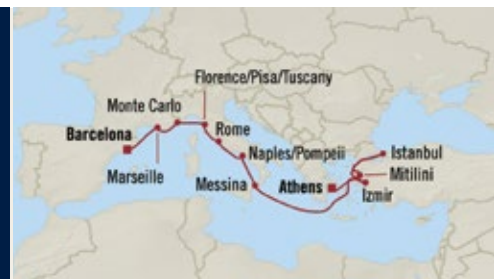 Florence/Pisa/Tuscany
Monte Carlo
Barcelona
Rome
Naples/Pompeii
Istanbul
Marseille
Messina
Athens
Mitilini
Izmir